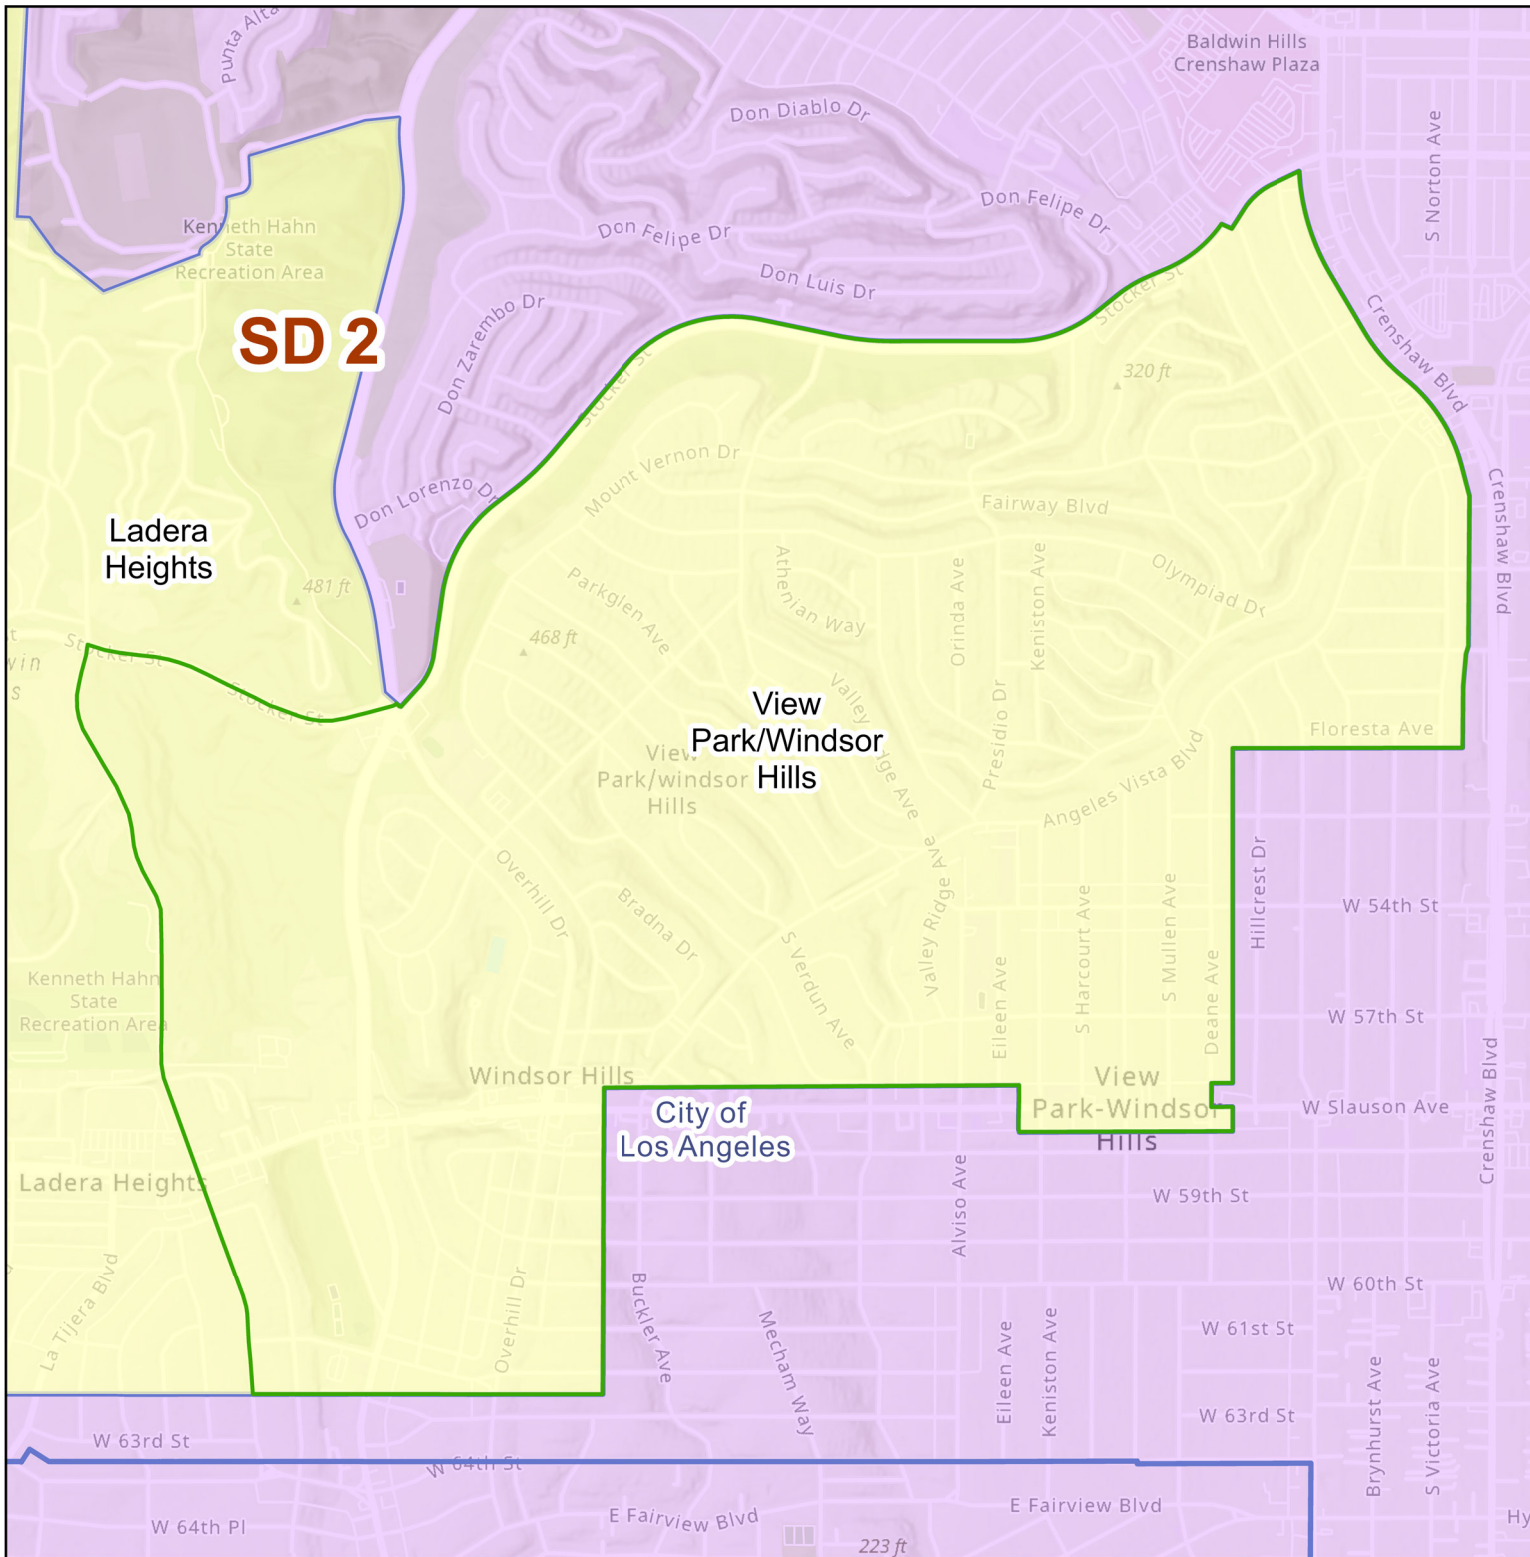 Punta Alta
Baldwin Hills
Crenshaw Plaza
Don Diablo Dr
S Norton Ave
Don Felipe Dr
Kenneth Hahn
State
Recreation Area
Don Felipe Dr
Don Luis Dr
Stocker St
SD 2
Don Zarembo Dr
Crenshaw Blvd
320 ft
Stocker St
Mount Vernon Dr
Don Lorenzo Dr
Fairway Blvd
Crenshaw Blvd
Ladera
Heights
481 ft
Athenian Way
Parkglen Ave
Orinda Ave
Keniston Ave
Olympiad Dr
468 ft
Stocker St
Stocker St
View
Park/Windsor
Hills
Valley Ridge Ave
Presidio Dr
Floresta Ave
View
Park/windsor
Hills
Angeles Vista Blvd
Overhill Dr
Bradna Dr
Valley Ridge Ave
Hillcrest Dr
W 54th St
S Verdun Ave
S Harcourt Ave
S Mullen Ave
Eileen Ave
Deane Ave
Kenneth Hahn
State
Recreation Area
W 57th St
Windsor Hills
View
Park-Windsor
Hills
City of
Los Angeles
W Slauson Ave
Crenshaw Blvd
Ladera Heights
Alviso Ave
W 59th St
La Tijera Blvd
Overhill Dr
Buckler Ave
Mecham Way
W 60th St
Eileen Ave
Keniston Ave
W 61st St
Brynhurst Ave
S Victoria Ave
W 63rd St
W 63rd St
W 64th St
W 64th Pl
E Fairview Blvd
E Fairview Blvd
Hy
223 ft